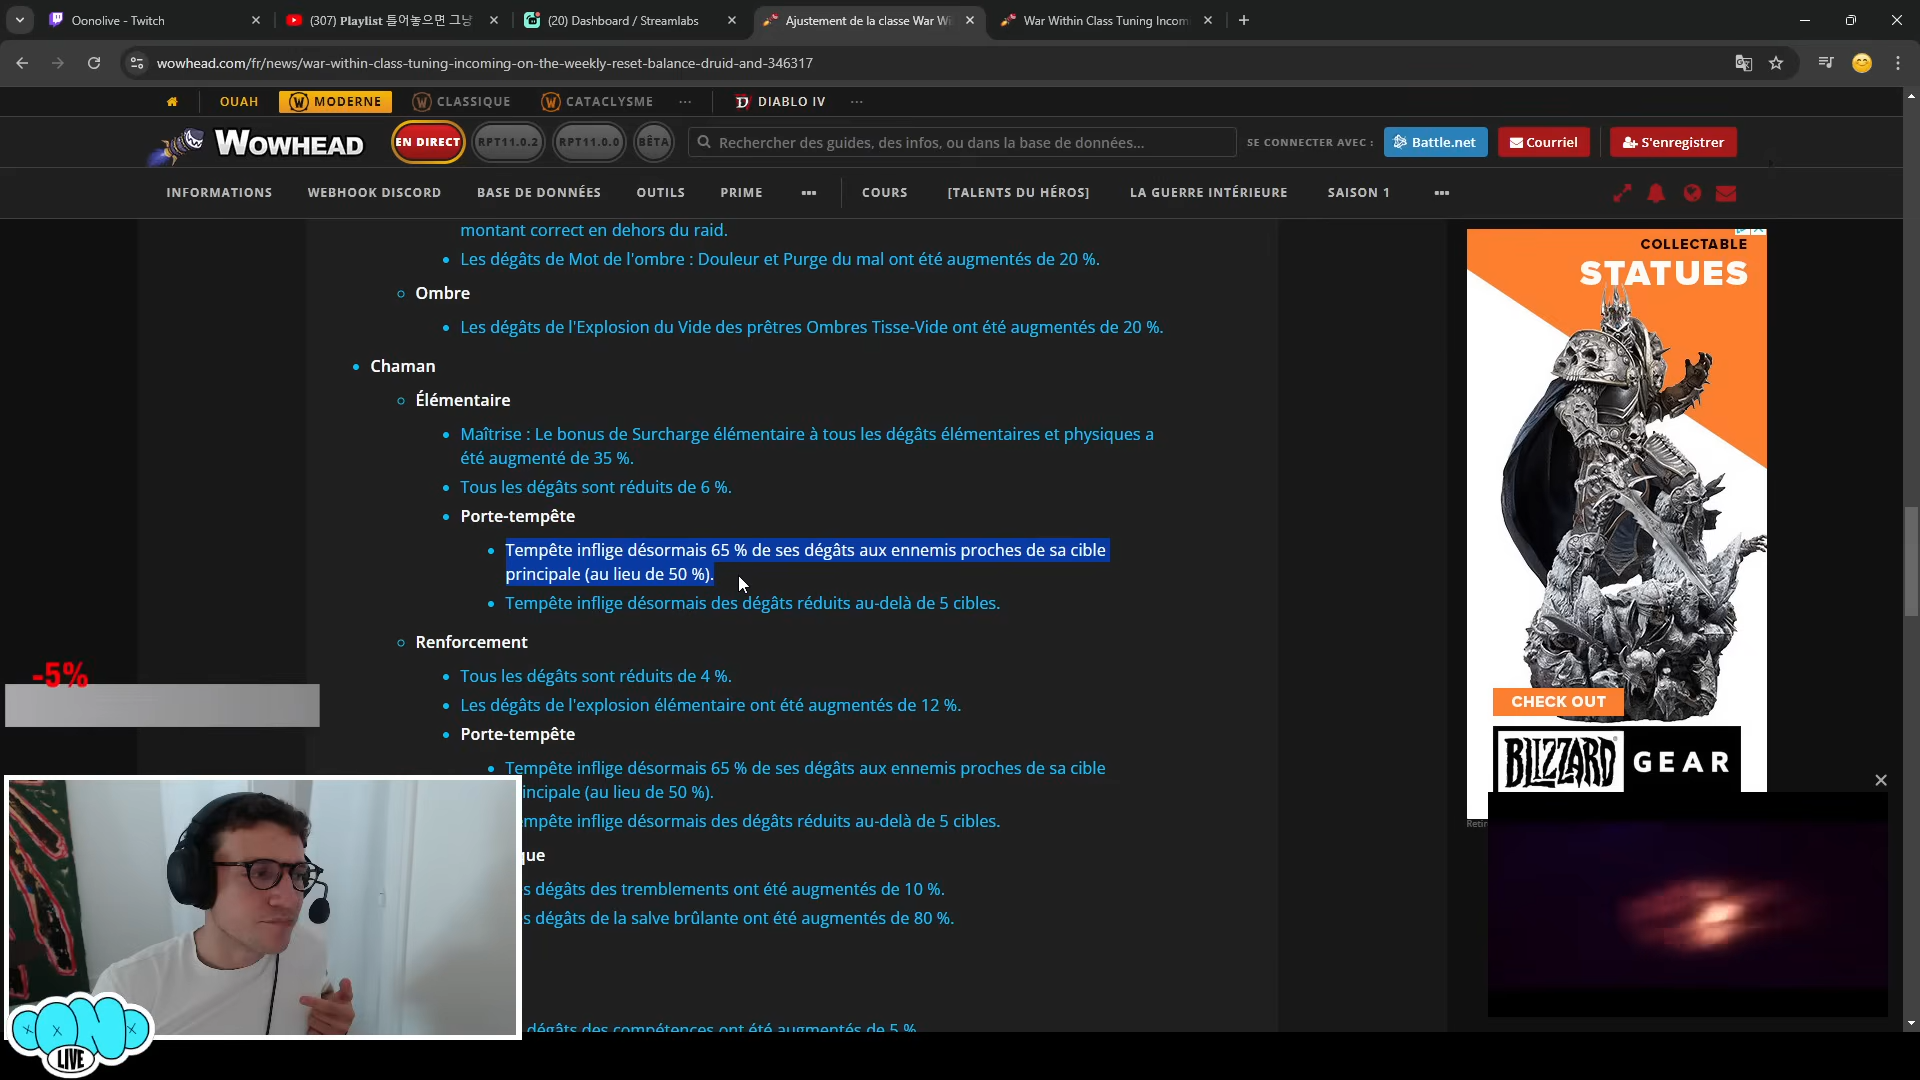 Oonolive - Twitch
(307) Playlist 틀어놓으면 그냥
(20) Dashboard / Streamlabs
Ajustement de la classe War Wi
War Within Class Tuning Incom
wowhead.com/fr/news/war-within-class-tuning-incoming-on-the-weekly-reset-balance-druid-and-346317
OUAH
MODERNE
CLASSIQUE
CATACLYSME
DIABLO IV
WOWHEAD
EN DIRECT
RPT11.0.2
RPT11.0.0
BÊTA
Rechercher des guides, des infos, ou dans la base de données...
SE CONNECTER AVEC :
Battle.net
Courriel
S'enregistrer
INFORMATIONS
WEBHOOK DISCORD
BASE DE DONNÉES
OUTILS
PRIME
COURS
[TALENTS DU HÉROS]
LA GUERRE INTÉRIEURE
SAISON 1
montant correct en dehors du raid.
Les dégâts de Mot de l'ombre : Douleur et Purge du mal ont été augmentés de 20 %.
Ombre
Les dégâts de l'Explosion du Vide des prêtres Ombres Tisse-Vide ont été augmentés de 20 %.
Chaman
Élémentaire
Maîtrise : Le bonus de Surcharge élémentaire à tous les dégâts élémentaires et physiques a
été augmenté de 35 %.
Tous les dégâts sont réduits de 6 %.
Porte-tempête
Tempête inflige désormais 65 % de ses dégâts aux ennemis proches de sa cible
principale (au lieu de 50 %).
Tempête inflige désormais des dégâts réduits au-delà de 5 cibles.
Renforcement
Tous les dégâts sont réduits de 4 %.
Les dégâts de l'explosion élémentaire ont été augmentés de 12 %.
Porte-tempête
Tempête inflige désormais 65 % de ses dégâts aux ennemis proches de sa cible
incipale (au lieu de 50 %).
empête inflige désormais des dégâts réduits au-delà de 5 cibles.
que
s dégâts des tremblements ont été augmentés de 10 %.
s dégâts de la salve brûlante ont été augmentés de 80 %.
dégâts des compétences ont été augmentés de 5 %.
-5%
LIVE
COLLECTABLE
STATUES
CHECK OUT
BLIZZARD GEAR